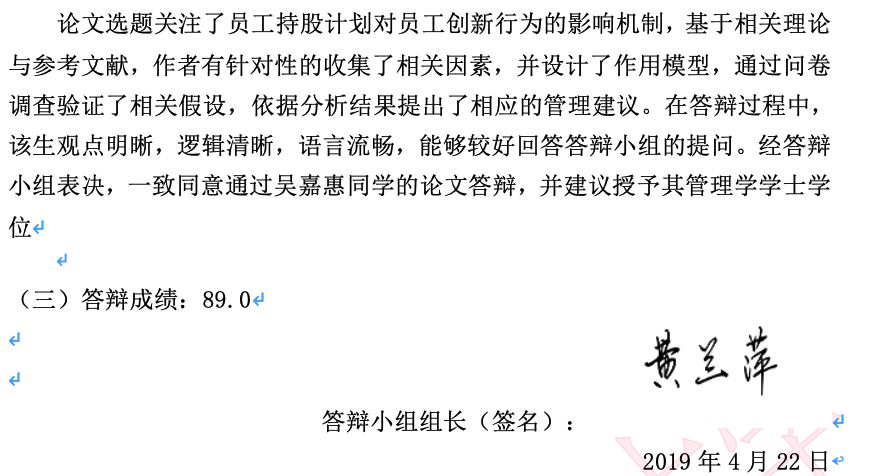 论文选题关注了员工持股计划对员工创新行为的影响机制，基于相关理论
与参考文献，作者有针对性的收集了相关因素，并设计了作用模型，通过问卷
调查验证了相关假设，依据分析结果提出了相应的管理建议。在答辩过程中，
该生观点明晰，逻辑清晰，语言流畅，能够较好回答答辩小组的提问。经答辩
小组表决，一致同意通过吴嘉惠同学的论文答辩，并建议授予其管理学学士学
位
（三）答辩成绩：89.0
黄兰萍
答辩小组组长（签名）：
2019 年 4 月 22 日